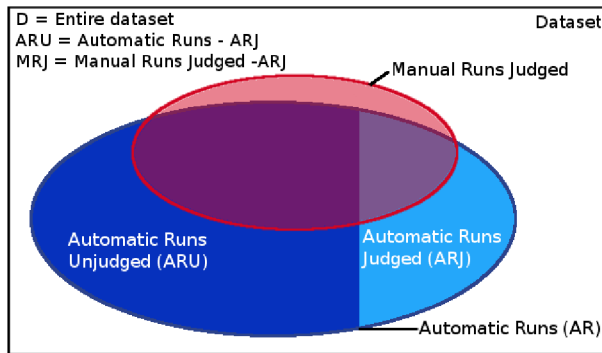 D = Entire dataset
Dataset
ARU = Automatic Runs - ARJ
MRJ = Manual Runs Judged -ARJ
Manual Runs Judged
Automatic Runs
Unjudged (ARU)
Automatic Runs
Judged (ARJ)
Automatic Runs (AR)